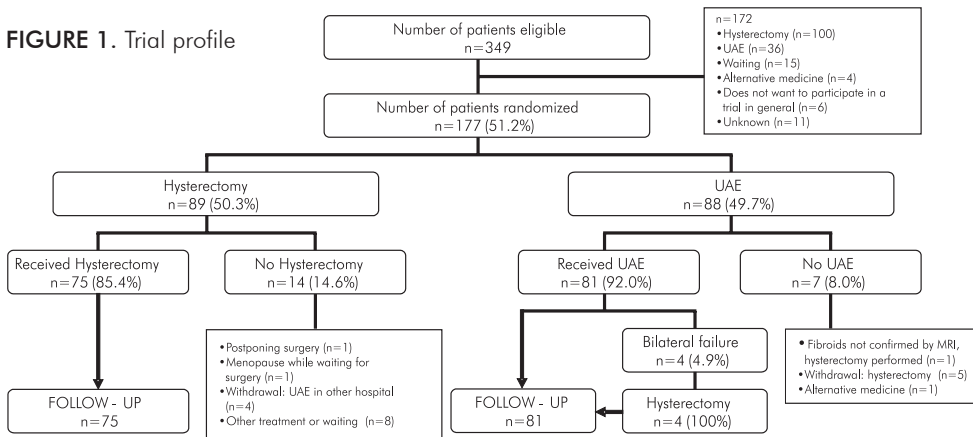 FIGURE 1. Trial profile
Number of patients eligible
n=349
n=172
•Hysterectomy (n=100)
•UAE (n=36)
•Waiting (n=15)
•Alternative medicine (n=4)
•Does not want to participate in a
trial in general (n=6)
•Unknown (n=11)
Number of patients randomized
n=177 (51.2%)
Hysterectomy
n=89 (50.3%)
UAE
n=88 (49.7%)
Received Hysterectomy
n=75 (85.4%)
No Hysterectomy
n=14 (14.6%)
Received UAE
n=81 (92.0%)
No UAE
n=7 (8.0%)
•Postponing surgery (n=1)
•Menopause while waiting for
surgery (n=1)
•Withdrawal: UAE in other hospital
(n=4)
•Other treatment or waiting (n=8)
Bilateral failure
n=4 (4.9%)
• Fibroids not confirmed by MRI,
hysterectomy performed (n=1)
•Withdrawal: hysterectomy (n=5)
•Alternative medicine (n=1)
FOLLOW - UP
n=75
FOLLOW - UP
n=81
Hysterectomy
n=4 (100%)